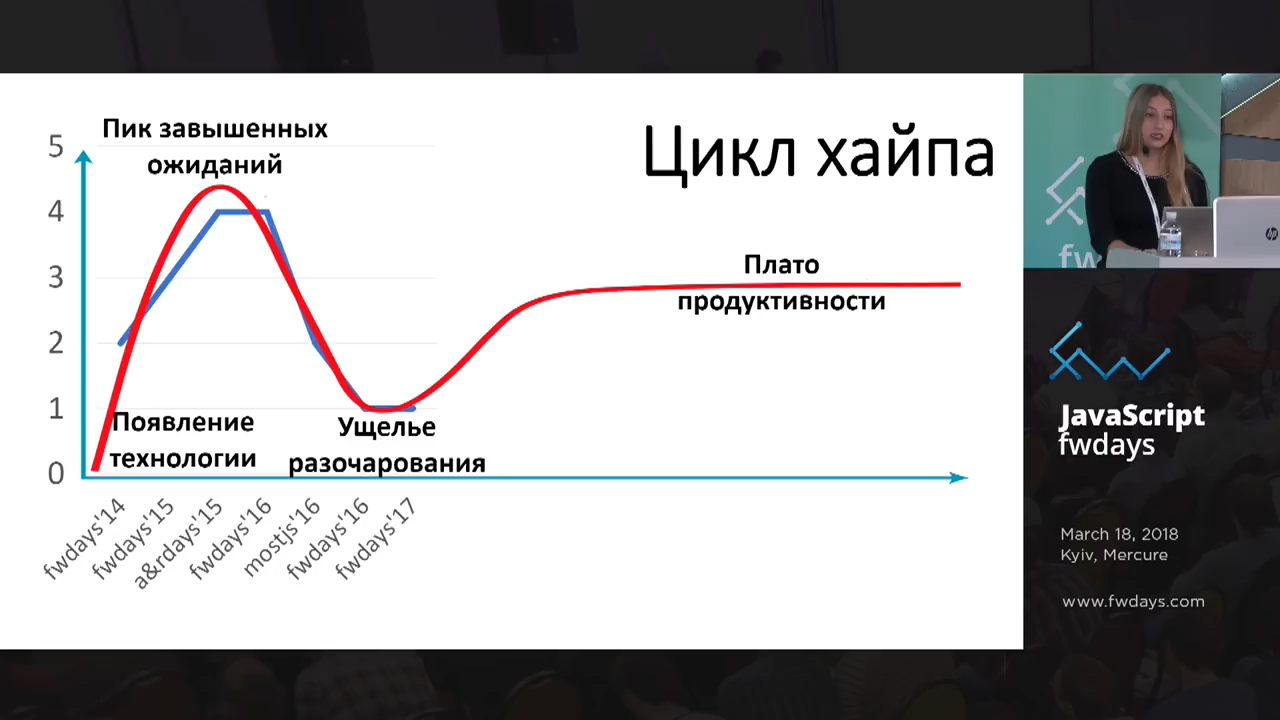 Цикл хайпа
Пик завышенных
ожиданий
5
4
3
2
1
0
Плато
продуктивности
Появление
технологии
Ущелье
разочарования
fwdays'14
fwdays'15
a&rdays'15
fwdays'16
mostjs'16
fwdays'16
fwdays'17
fw
hp
JavaScript
fwdays
March 18, 2018
Kyiv, Mercure
www.fwdays.com